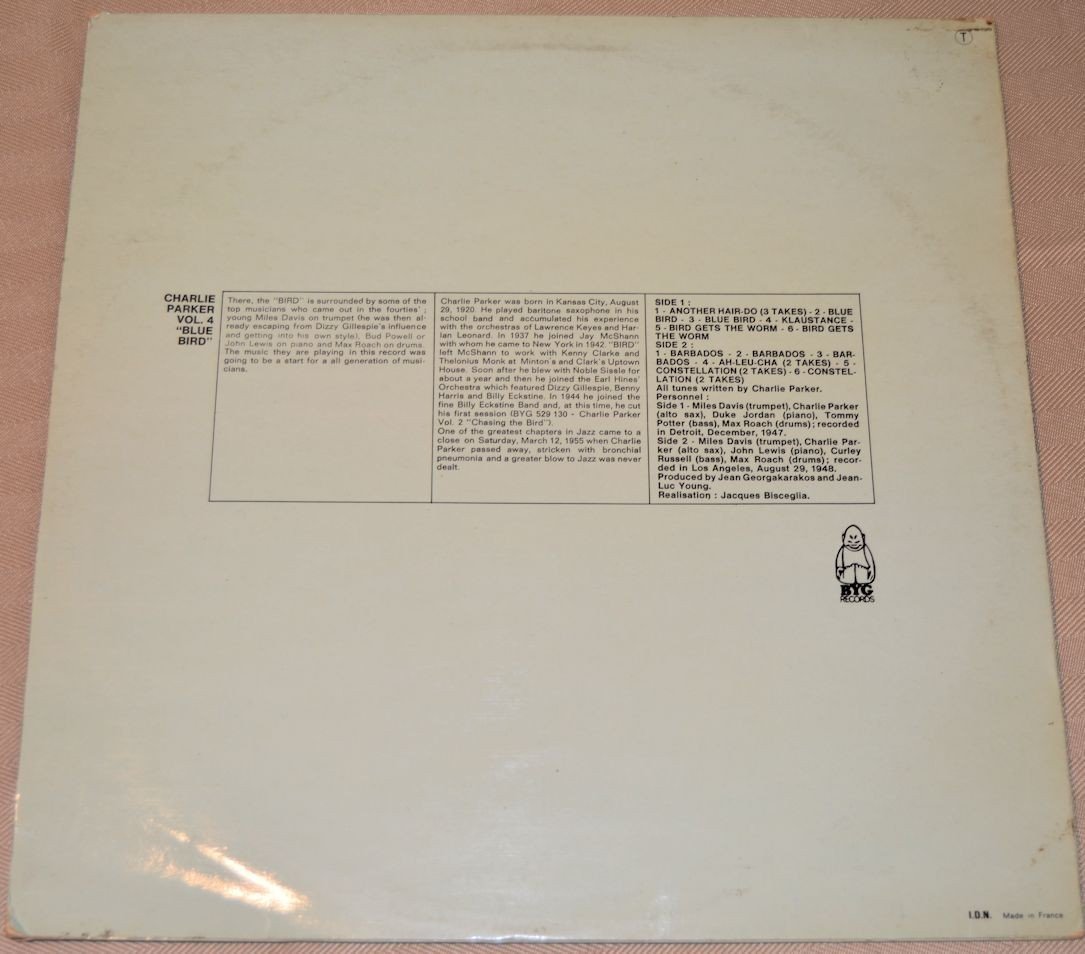 T
CHARLIE
PARKER
VOL. 4
"BLUE
BIRD"
There, the "BIRD" is surrounded by some of the
top musicians who came out in the fourties' ;
young Miles Davis on trumpet (he was then al-
ready escaping from Dizzy Gillespie's influence
and getting into his own style), Bud Powell or
John Lewis on piano and Max Roach on drums.
The music they are playing in this record was
going to be a start for a all generation of musi-
cians.
Charlie Parker was born in Kansas City, August
29, 1920. He played baritone saxophone in his
school band and accumulated his experience
with the orchestras of Lawrence Keyes and Har-
lan Leonard. In 1937 he joined Jay McShann
with whom he came to New York in 1942. "BIRD"
left McShann to work with Kenny Clarke and
Thelonius Monk at Minton's and Clark's Uptown
House. Soon after he blew with Noble Sissle for
about a year and then he joined the Earl Hines'
Orchestra which featured Dizzy Gillespie, Benny
Harris and Billy Eckstine. In 1944 he joined the
fine Billy Eckstine Band and, at this time, he cut
his first session (BYG 529 130 - Charlie Parker
Vol. 2 "Chasing the Bird").
One of the greatest chapters in Jazz came to a
close on Saturday, March 12, 1955 when Charlie
Parker passed away, stricken with bronchial
pneumonia and a greater blow to Jazz was never
dealt.
SIDE 1 :
1 - ANOTHER HAIR-DO (3 TAKES) - 2 - BLUE
BIRD - 3 - BLUE BIRD - 4 - KLAUSTANCE -
5 - BIRD GETS THE WORM - 6 - BIRD GETS
THE WORM
SIDE 2 :
1 - BARBADOS - 2 - BARBADOS - 3 - BAR-
BADOS - 4 - AH-LEU-CHA (2 TAKES) - 5 -
CONSTELLATION (2 TAKES) - 6 - CONSTEL-
LATION (2 TAKES)
All tunes written by Charlie Parker.
Personnel :
Side 1 - Miles Davis (trumpet), Charlie Parker
(alto sax), Duke Jordan (piano), Tommy
Potter (bass), Max Roach (drums) ; recorded
in Detroit, December, 1947.
Side 2 - Miles Davis (trumpet), Charlie Par-
ker (alto sax), John Lewis (piano), Curley
Russell (bass), Max Roach (drums) ; recor-
ded in Los Angeles, August 29, 1948.
Produced by Jean Georgakarakos and Jean-
Luc Young.
Realisation : Jacques Bisceglia.
BYG
RECORDS
I.D.N. Made in France